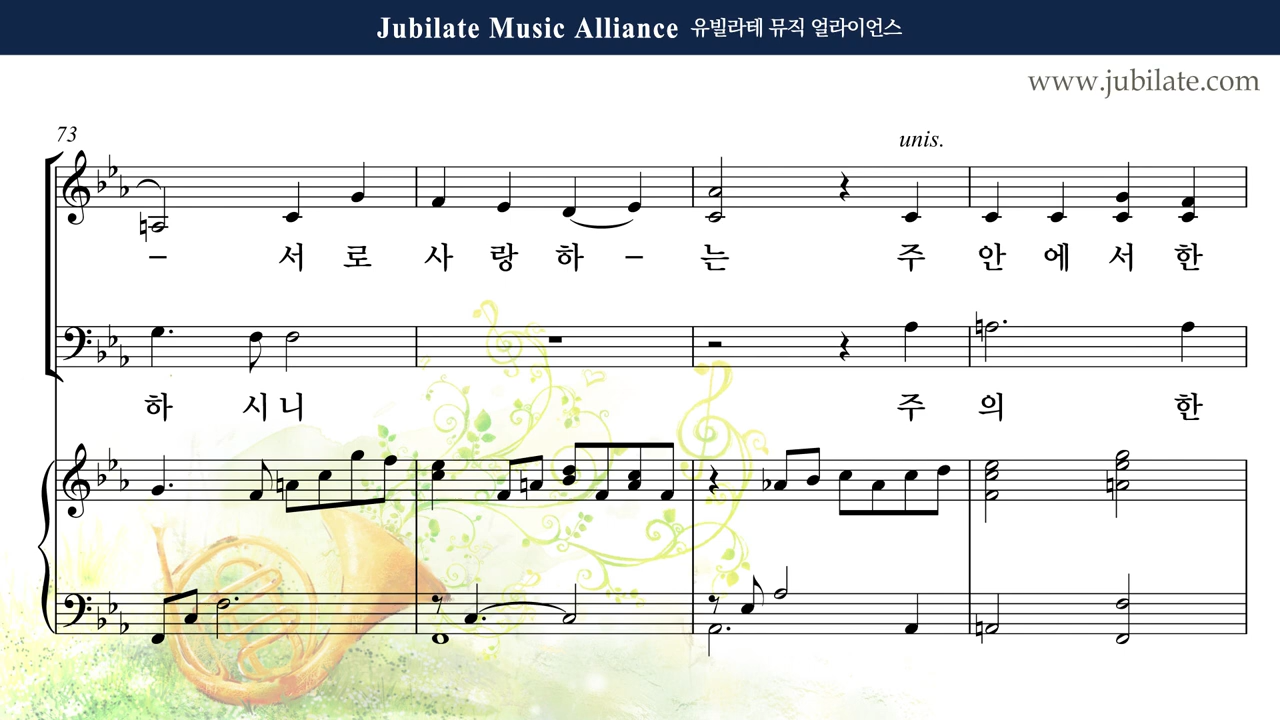 Jubilate Music Alliance 유빌라테 뮤직 얼라이언스
www.jubilate.com
73
unis.
– 서 로 사 랑 하 – 는 주 안 에 서 한
하 시 니 주 의 한